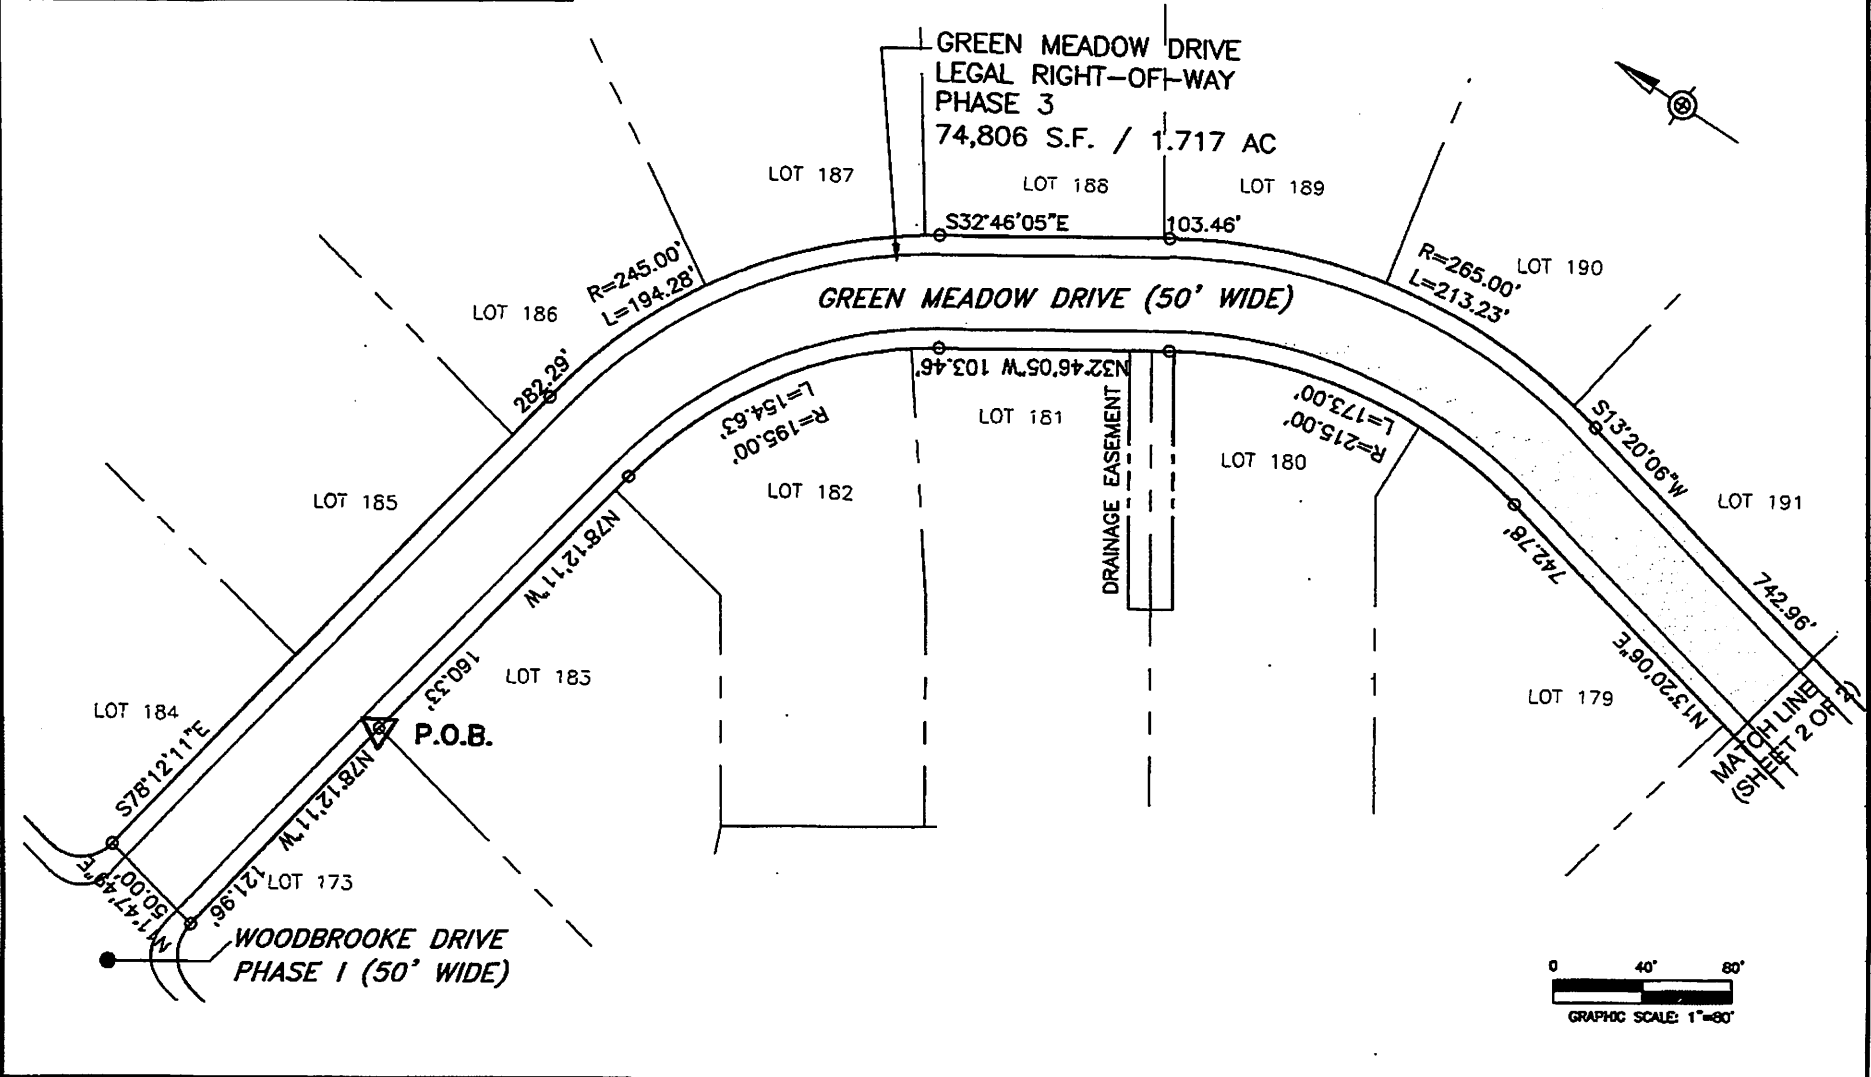 GREEN MEADOW DRIVE
LEGAL RIGHT-OF-WAY
PHASE 3
74,806 S.F. / 1.717 AC
LOT 187
LOT 188
LOT 189
S32°46'05"E
103.46'
R=245.00'
L=194.28'
R=265.00'
L=213.23'
LOT 190
LOT 186
GREEN MEADOW DRIVE (50' WIDE)
282.29'
N32°46'05"W 103.46'
L=154.63'
R=195.00'
LOT 181
DRAINAGE EASEMENT
L=173.00'
R=215.00'
S13°20'06"W
LOT 185
LOT 182
LOT 180
LOT 191
N78°12'11"W
742.78'
742.96'
160.33'
LOT 183
N13°20'06"E
LOT 179
LOT 184
S78°12'11"E
P.O.B.
MATCH LINE
(SHEET 2 OF 2)
N78°12'11"W
121.96'
LOT 173
N11°47'49"E
50.00'
WOODBROOKE DRIVE
PHASE I (50' WIDE)
0 40' 80'
GRAPHIC SCALE: 1"=80'